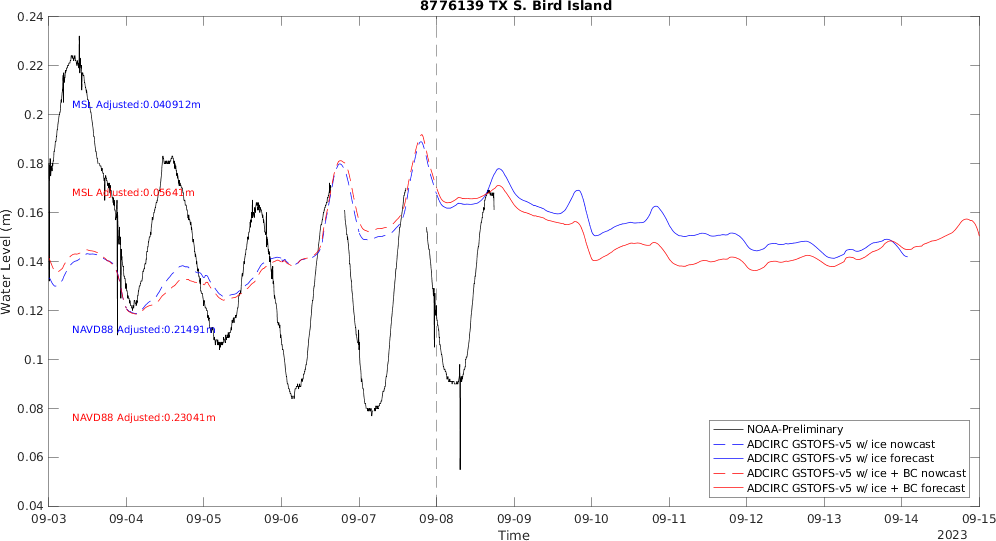 8776139 TX S. Bird Island
0.24
0.22
0.2
0.18
0.16
0.14
0.12
0.1
0.08
0.06
0.04
Water Level (m)
MSL Adjusted:0.040912m
MSL Adjusted:0.05641m
NAVD88 Adjusted:0.21491m
NAVD88 Adjusted:0.23041m
NOAA-Preliminary
ADCIRC GSTOFS-v5 w/ ice nowcast
ADCIRC GSTOFS-v5 w/ ice forecast
ADCIRC GSTOFS-v5 w/ ice + BC nowcast
ADCIRC GSTOFS-v5 w/ ice + BC forecast
09-03 09-04 09-05 09-06 09-07 09-08 09-09 09-10 09-11 09-12 09-13 09-14 09-15
Time
2023